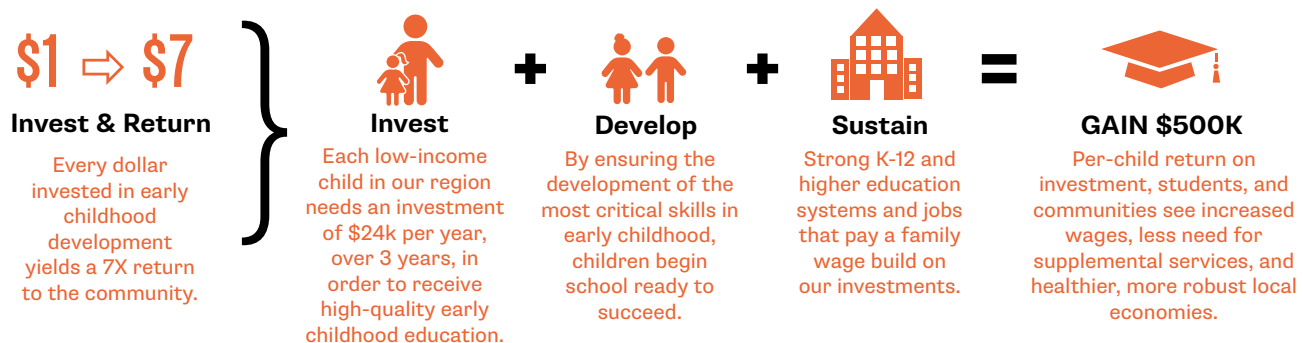 $1 ⇨ $7
Invest & Return
Every dollar
invested in early
childhood
development
yields a 7X return
to the community.
Invest
Each low-income
child in our region
needs an investment
of $24k per year,
over 3 years, in
order to receive
high-quality early
childhood education.
+
Develop
By ensuring the
development of the
most critical skills in
early childhood,
children begin
school ready to
succeed.
+
Sustain
Strong K-12 and
higher education
systems and jobs
that pay a family
wage build on
our investments.
=
GAIN $500K
Per-child return on
investment, students, and
communities see increased
wages, less need for
supplemental services, and
healthier, more robust local
economies.